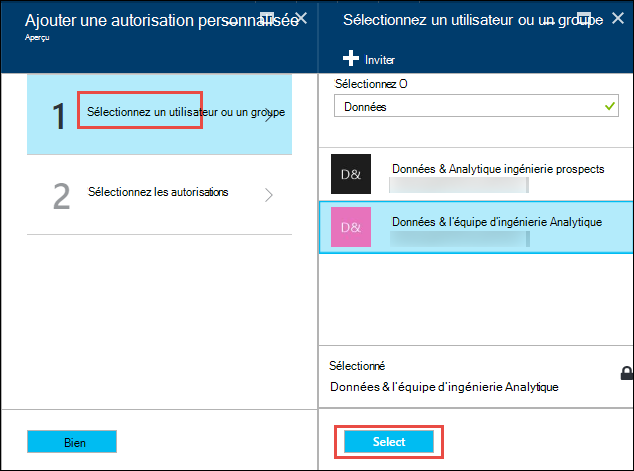 Ajouter une autorisation personnalisée
Aperçu
1 Sélectionnez un utilisateur ou un groupe
2 Sélectionnez les autorisations
Bien
Sélectionnez un utilisateur ou un groupe
Inviter
Sélectionnez O
Données
D& Données & Analytique ingénierie prospects
D& Données & l'équipe d'ingénierie Analytique
Sélectionné
Données & l'équipe d'ingénierie Analytique
Select